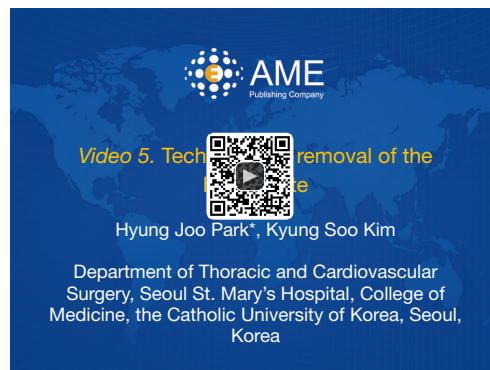 AME
Publishing Company
Video 5. Tech removal of the
te
Hyung Joo Park*, Kyung Soo Kim
Department of Thoracic and Cardiovascular
Surgery, Seoul St. Mary's Hospital, College of
Medicine, the Catholic University of Korea, Seoul,
Korea